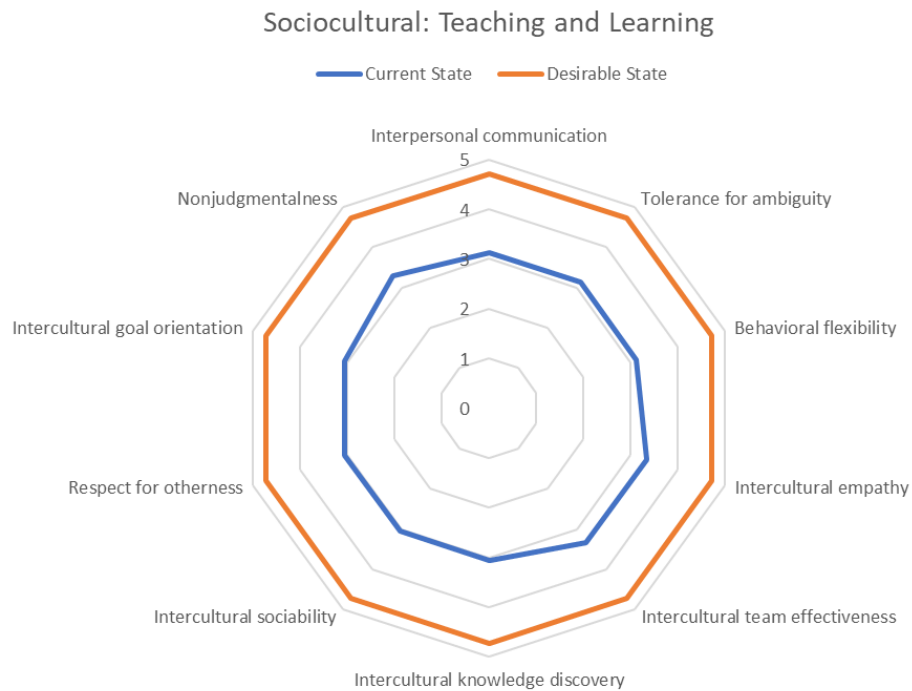 Sociocultural: Teaching and Learning
Current State
Desirable State
Interpersonal communication
5
Nonjudgmentalness
Tolerance for ambiguity
4
3
Intercultural goal orientation
2
Behavioral flexibility
1
0
Respect for otherness
Intercultural empathy
Intercultural sociability
Intercultural team effectiveness
Intercultural knowledge discovery